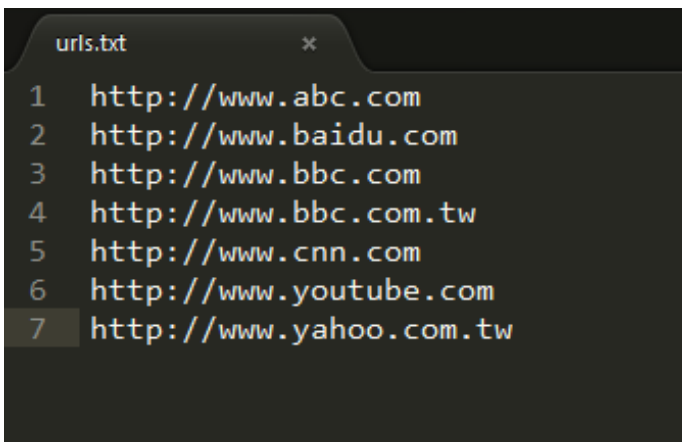 urls.txt ×
1 http://www.abc.com
2 http://www.baidu.com
3 http://www.bbc.com
4 http://www.bbc.com.tw
5 http://www.cnn.com
6 http://www.youtube.com
7 http://www.yahoo.com.tw